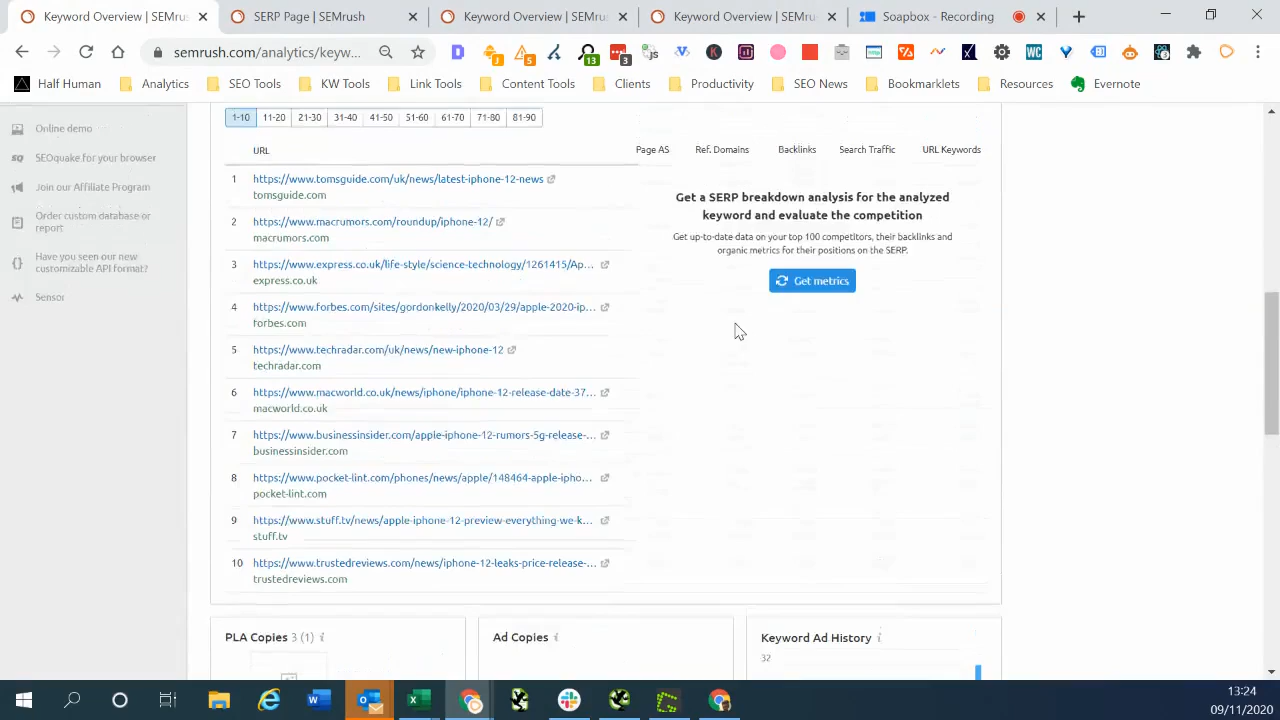 Keyword Overview | SEMrush
SERP Page | SEMrush
Keyword Overview | SEMru
Keyword Overview | SEMru
Soapbox - Recording
semrush.com/analytics/keyw...
J
5
13
3
Half Human
Analytics
SEO Tools
KW Tools
Link Tools
Content Tools
Clients
Productivity
SEO News
Bookmarklets
Resources
Evernote
Online demo
SEOquake for your browser
Join our Affiliate Program
Order custom database or
report
Have you seen our new
customizable API format?
Sensor
1-10 11-20 21-30 31-40 41-50 51-60 61-70 71-80 81-90
URL Page AS Ref. Domains Backlinks Search Traffic URL Keywords
1 https://www.tomsguide.com/uk/news/latest-iphone-12-news
tomsguide.com
2 https://www.macrumors.com/roundup/iphone-12/
macrumors.com
3 https://www.express.co.uk/life-style/science-technology/1261415/Ap...
express.co.uk
4 https://www.forbes.com/sites/gordonkelly/2020/03/29/apple-2020-ip...
forbes.com
5 https://www.techradar.com/uk/news/new-iphone-12
techradar.com
6 https://www.macworld.co.uk/news/iphone/iphone-12-release-date-37...
macworld.co.uk
7 https://www.businessinsider.com/apple-iphone-12-rumors-5g-release-...
businessinsider.com
8 https://www.pocket-lint.com/phones/news/apple/148464-apple-ipho...
pocket-lint.com
9 https://www.stuff.tv/news/apple-iphone-12-preview-everything-we-k...
stuff.tv
10 https://www.trustedreviews.com/news/iphone-12-leaks-price-release-...
trustedreviews.com
Get a SERP breakdown analysis for the analyzed
keyword and evaluate the competition
Get up-to-date data on your top 100 competitors, their backlinks and
organic metrics for their positions on the SERP.
Get metrics
PLA Copies 3 (1)
Ad Copies
Keyword Ad History
32
13:24
09/11/2020